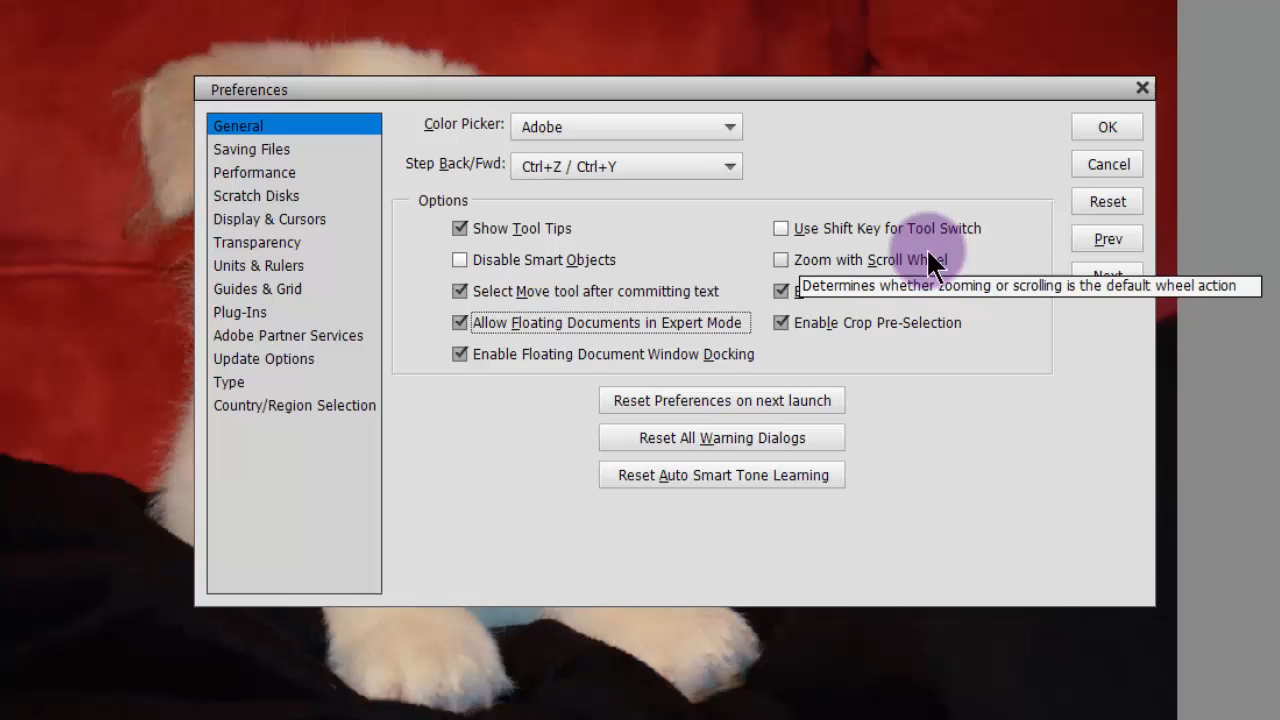 Preferences
General
Saving Files
Performance
Scratch Disks
Display & Cursors
Transparency
Units & Rulers
Guides & Grid
Plug-Ins
Adobe Partner Services
Update Options
Type
Country/Region Selection
Color Picker: Adobe
Step Back/Fwd: Ctrl+Z / Ctrl+Y
Options
Show Tool Tips
Use Shift Key for Tool Switch
Disable Smart Objects
Zoom with Scroll Wheel
Select Move tool after committing text
Determines whether zooming or scrolling is the default wheel action
Allow Floating Documents in Expert Mode
Enable Crop Pre-Selection
Enable Floating Document Window Docking
Reset Preferences on next launch
Reset All Warning Dialogs
Reset Auto Smart Tone Learning
OK
Cancel
Reset
Prev
Next